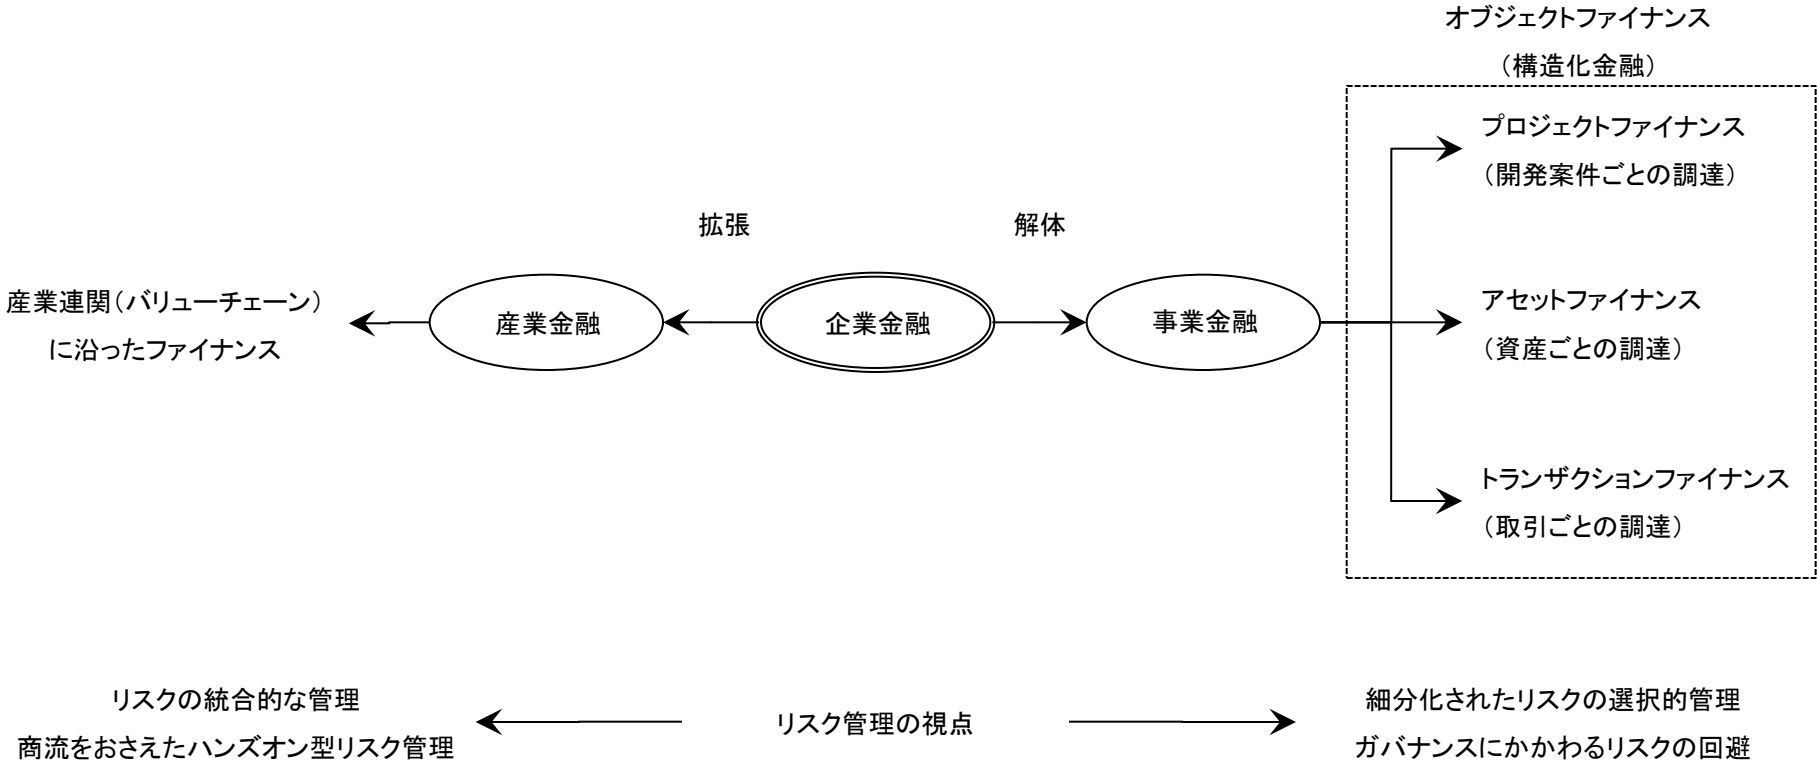 オブジェクトファイナンス
（構造化金融）
プロジェクトファイナンス
（開発案件ごとの調達）
拡張
解体
産業連関（バリューチェーン）
に沿ったファイナンス
産業金融
企業金融
事業金融
アセットファイナンス
（資産ごとの調達）
トランザクションファイナンス
（取引ごとの調達）
リスクの統合的な管理
商流をおさえたハンズオン型リスク管理
リスク管理の視点
細分化されたリスクの選択的管理
ガバナンスにかかわるリスクの回避